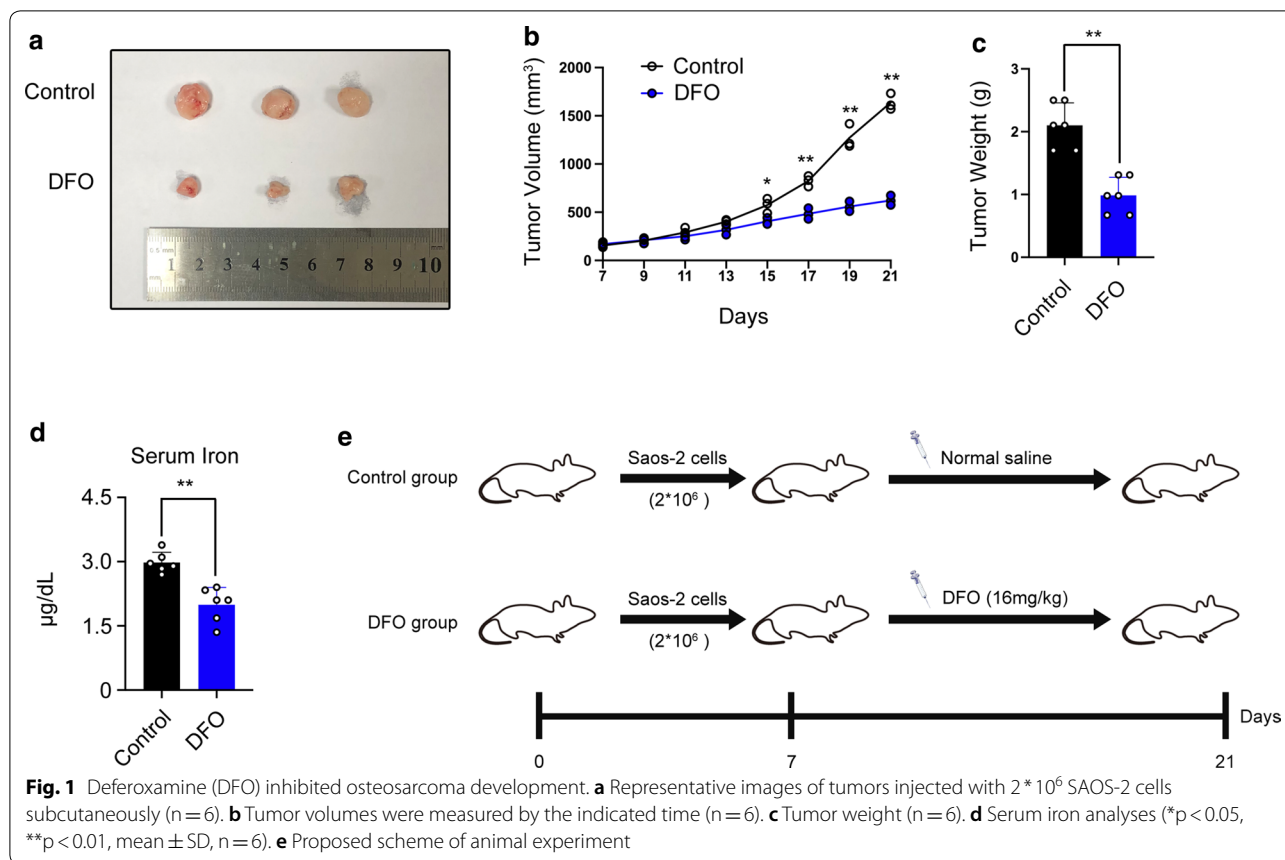 a
Control
DFO
0.5 mm
1 2 3 4 5 6 7 8 9 10
b
Control
DFO
Tumor Volume (mm³)
2000
1500
1000
500
0
**
**
**
*
7 9 11 13 15 17 19 21
Days
c
**
Tumor Weight (g)
3
2
1
0
Control
DFO
d
Serum Iron
**
µg/dL
4.5
3.0
1.5
0
Control
DFO
e
Control group
Saos-2 cells
(2*10⁶ )
Normal saline
DFO group
Saos-2 cells
(2*10⁶ )
DFO (16mg/kg)
Days
0 7 21
Fig. 1 Deferoxamine (DFO) inhibited osteosarcoma development. a Representative images of tumors injected with 2 * 10⁶ SAOS-2 cells
subcutaneously (n = 6). b Tumor volumes were measured by the indicated time (n = 6). c Tumor weight (n = 6). d Serum iron analyses (*p < 0.05,
**p < 0.01, mean ± SD, n = 6). e Proposed scheme of animal experiment